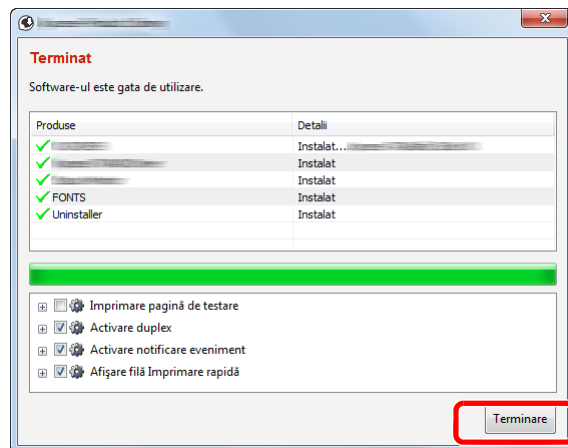 Terminat
Software-ul este gata de utilizare.
Produse Detalii
Instalat...
Instalat
Instalat
FONTS Instalat
Uninstaller Instalat
Imprimare pagină de testare
Activare duplex
Activare notificare eveniment
Afișare filă Imprimare rapidă
Terminare